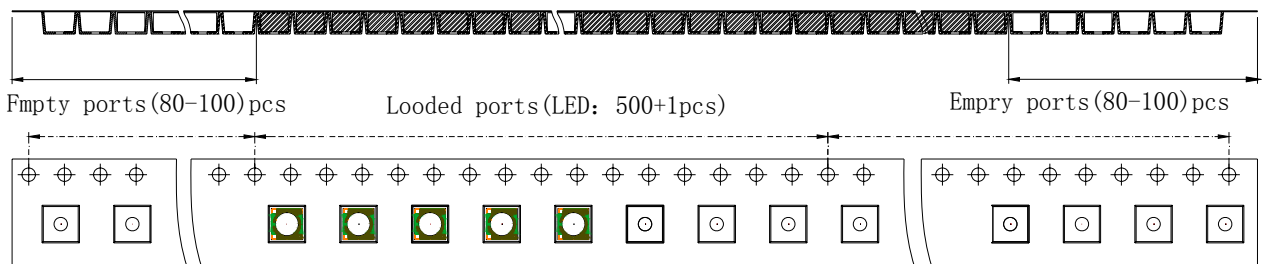 Fmpty ports(80-100)pcs
Looded ports(LED: 500+1pcs)
Empry ports(80-100)pcs